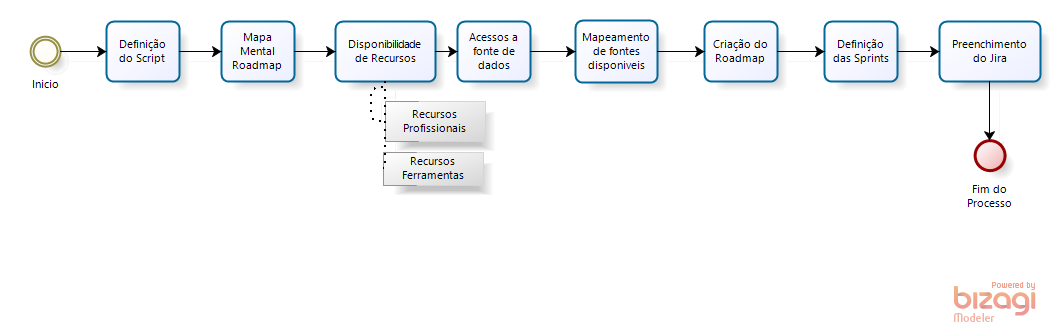 Definição
do Script
Mapa
Mental
Roadmap
Disponibilidade
de Recursos
Acessos a
fonte de
dados
Mapeamento
de fontes
disponiveis
Criação do
Roadmap
Definição
das Sprints
Preenchimento
do Jira
Inicio
Recursos
Profissionais
Recursos
Ferramentas
Fim do
Processo
Powered by
bizagi
Modeler